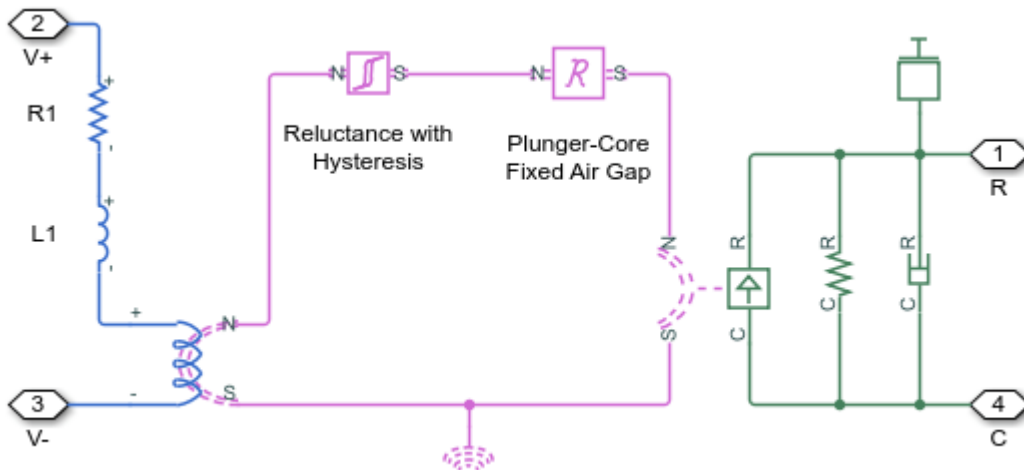 2
V+
+
R1
-
+
L1
-
+
-
3
V-
N
S
N
S
Reluctance with
Hysteresis
N
R
S
Plunger-Core
Fixed Air Gap
N
S
R
C
R
C
R
C
1
R
4
C